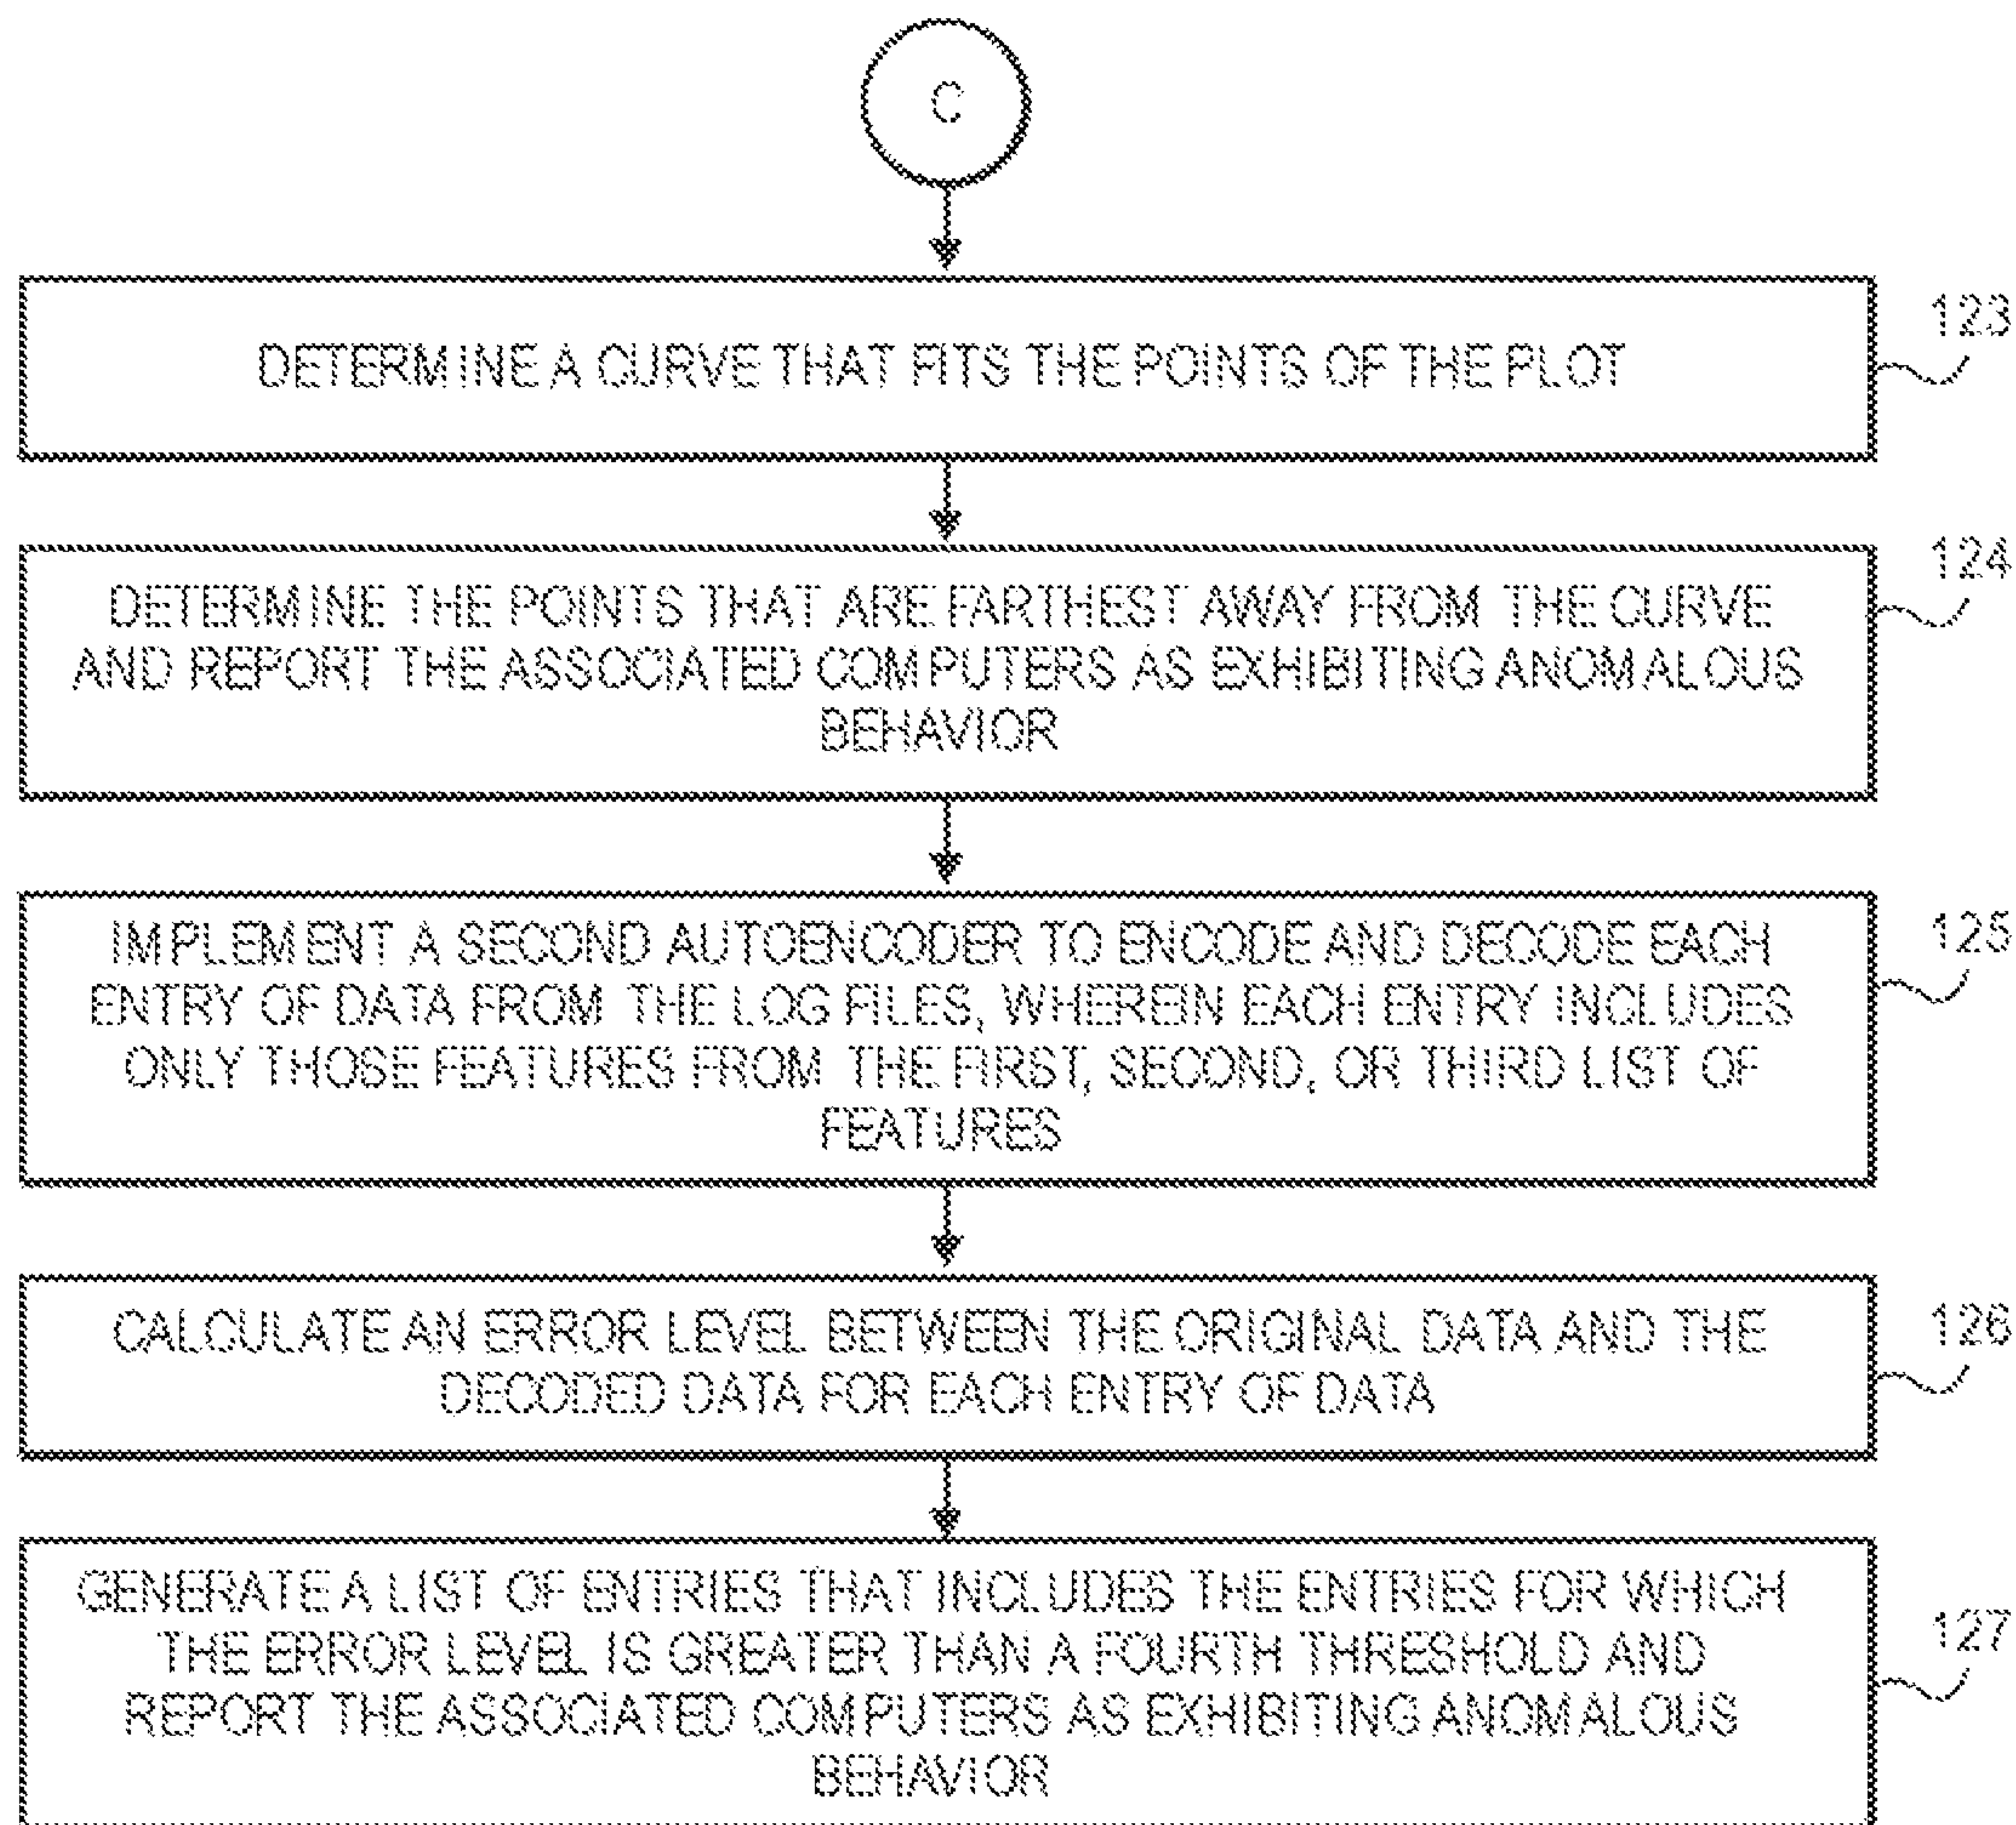 C
DETERMINE A CURVE THAT FITS THE POINTS OF THE PLOT
123
DETERMINE THE POINTS THAT ARE FARTHEST AWAY FROM THE CURVE
AND REPORT THE ASSOCIATED COMPUTERS AS EXHIBITING ANOMALOUS
BEHAVIOR
124
IMPLEMENT A SECOND AUTOENCODER TO ENCODE AND DECODE EACH
ENTRY OF DATA FROM THE LOG FILES, WHEREIN EACH ENTRY INCLUDES
ONLY THOSE FEATURES FROM THE FIRST, SECOND, OR THIRD LIST OF
FEATURES
125
CALCULATE AN ERROR LEVEL BETWEEN THE ORIGINAL DATA AND THE
DECODED DATA FOR EACH ENTRY OF DATA
126
GENERATE A LIST OF ENTRIES THAT INCLUDES THE ENTRIES FOR WHICH
THE ERROR LEVEL IS GREATER THAN A FOURTH THRESHOLD AND
REPORT THE ASSOCIATED COMPUTERS AS EXHIBITING ANOMALOUS
BEHAVIOR
127